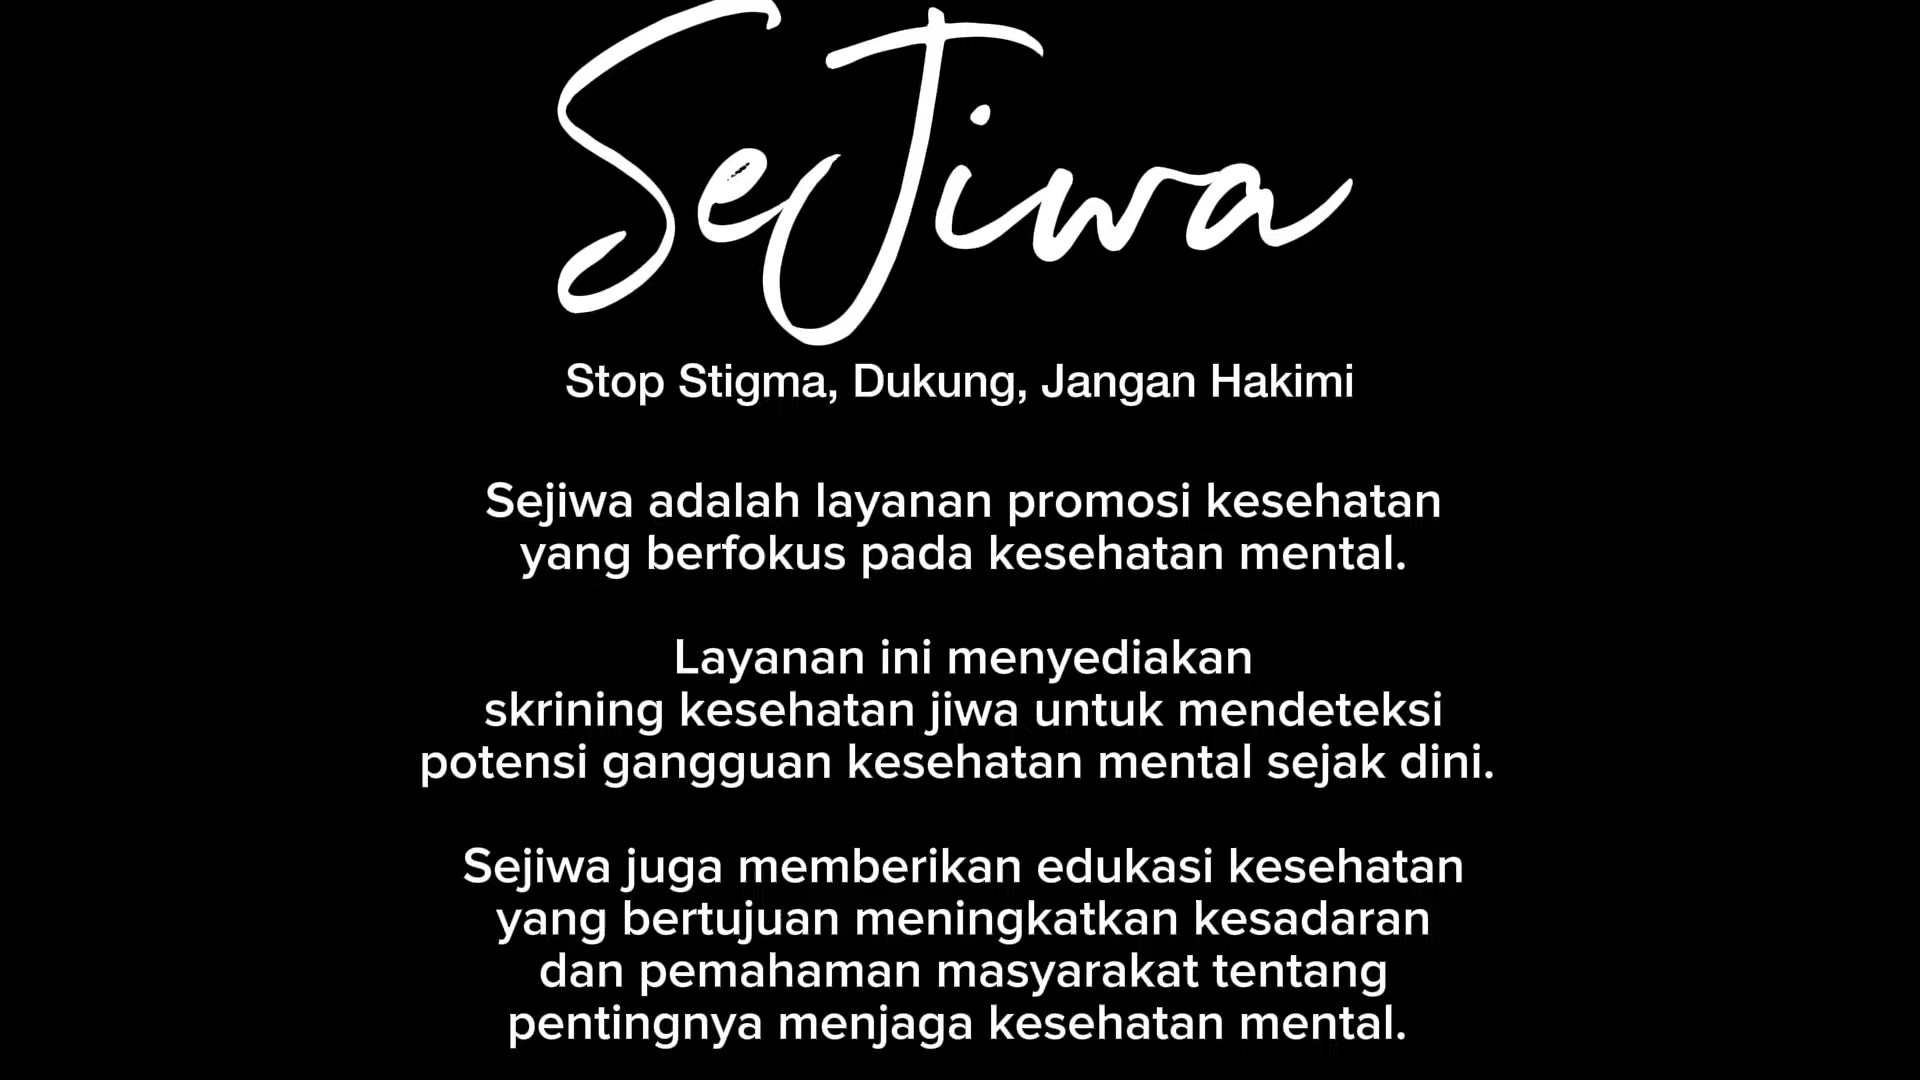 SeJiwa
Stop Stigma, Dukung, Jangan Hakimi
Sejiwa adalah layanan promosi kesehatan
yang berfokus pada kesehatan mental.
Layanan ini menyediakan
skrining kesehatan jiwa untuk mendeteksi
potensi gangguan kesehatan mental sejak dini.
Sejiwa juga memberikan edukasi kesehatan
yang bertujuan meningkatkan kesadaran
dan pemahaman masyarakat tentang
pentingnya menjaga kesehatan mental.